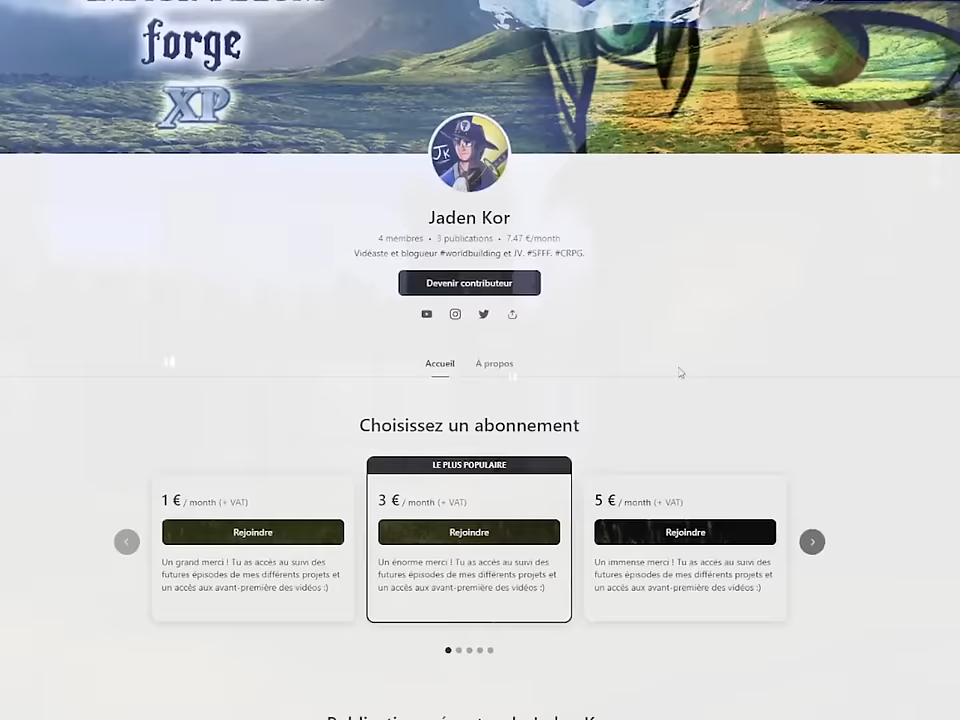 forge
XP
JK
Jaden Kor
4 membres • 3 publications • 7.47 €/month
Vidéaste et blogueur #worldbuilding et JV. #SFFF. #CRPG.
Devenir contributeur
Accueil À propos
Choisissez un abonnement
LE PLUS POPULAIRE
1 € / month (+ VAT)
Rejoindre
Un grand merci ! Tu as accès au suivi des
futures épisodes de mes différents projets et
un accès aux avant-première des vidéos :)
3 € / month (+ VAT)
Rejoindre
Un énorme merci ! Tu as accès au suivi des
futures épisodes de mes différents projets et
un accès aux avant-première des vidéos :)
5 € / month (+ VAT)
Rejoindre
Un immense merci ! Tu as accès au suivi des
futures épisodes de mes différents projets et
un accès aux avant-première des vidéos :)